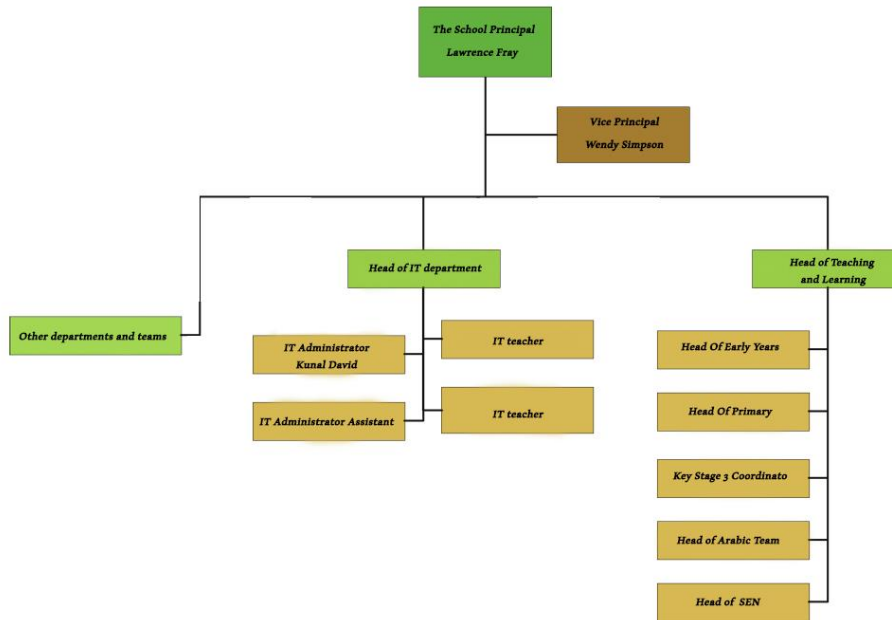 The School Principal
Lawrence Fray
Vice Principal
Wendy Simpson
Head of IT department
Head of Teaching
and Learning
Other departments and teams
IT Administrator
Kunal David
IT teacher
IT Administrator Assistant
IT teacher
Head Of Early Years
Head Of Primary
Key Stage 3 Coordinato
Head of Arabic Team
Head of SEN